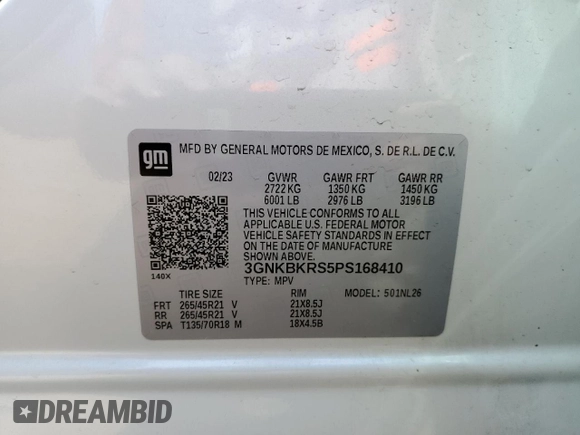 gm MFD BY GENERAL MOTORS DE MEXICO, S. DE R.L. DE C.V.
02/23 GVWR GAWR FRT GAWR RR
2722 KG 1350 KG 1450 KG
6001 LB 2976 LB 3196 LB
THIS VEHICLE CONFORMS TO ALL
APPLICABLE U.S. FEDERAL MOTOR
VEHICLE SAFETY STANDARDS IN EFFECT
ON THE DATE OF MANUFACTURE SHOWN ABOVE.
3GNKBKRS5PS168410
140X
TYPE: MPV MODEL: 501NL26
TIRE SIZE RIM
FRT 265/45R21 V 21X8.5J
RR 265/45R21 V 21X8.5J
SPA T135/70R18 M 18X4.5B
DREAMBID